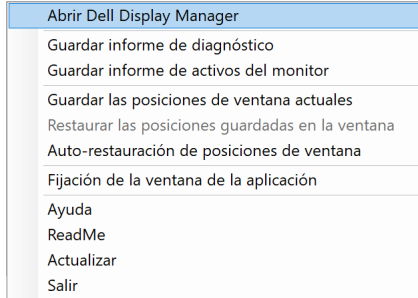 Abrir Dell Display Manager
Guardar informe de diagnóstico
Guardar informe de activos del monitor
Guardar las posiciones de ventana actuales
Restaurar las posiciones guardadas en la ventana
Auto-restauración de posiciones de ventana
Fijación de la ventana de la aplicación
Ayuda
ReadMe
Actualizar
Salir